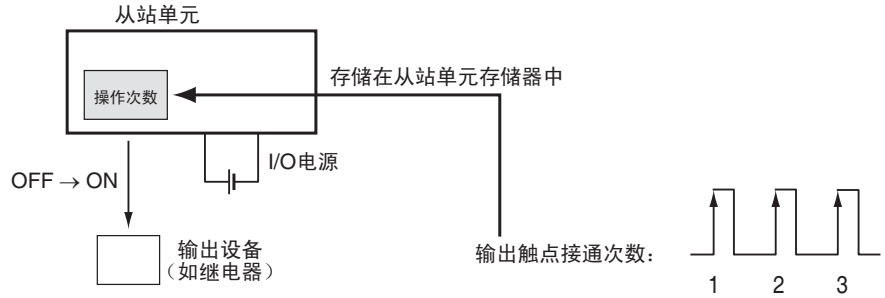 从站单元
操作次数
存储在从站单元存储器中
I/O电源
OFF → ON
输出设备
（如继电器）
输出触点接通次数：
1 2 3